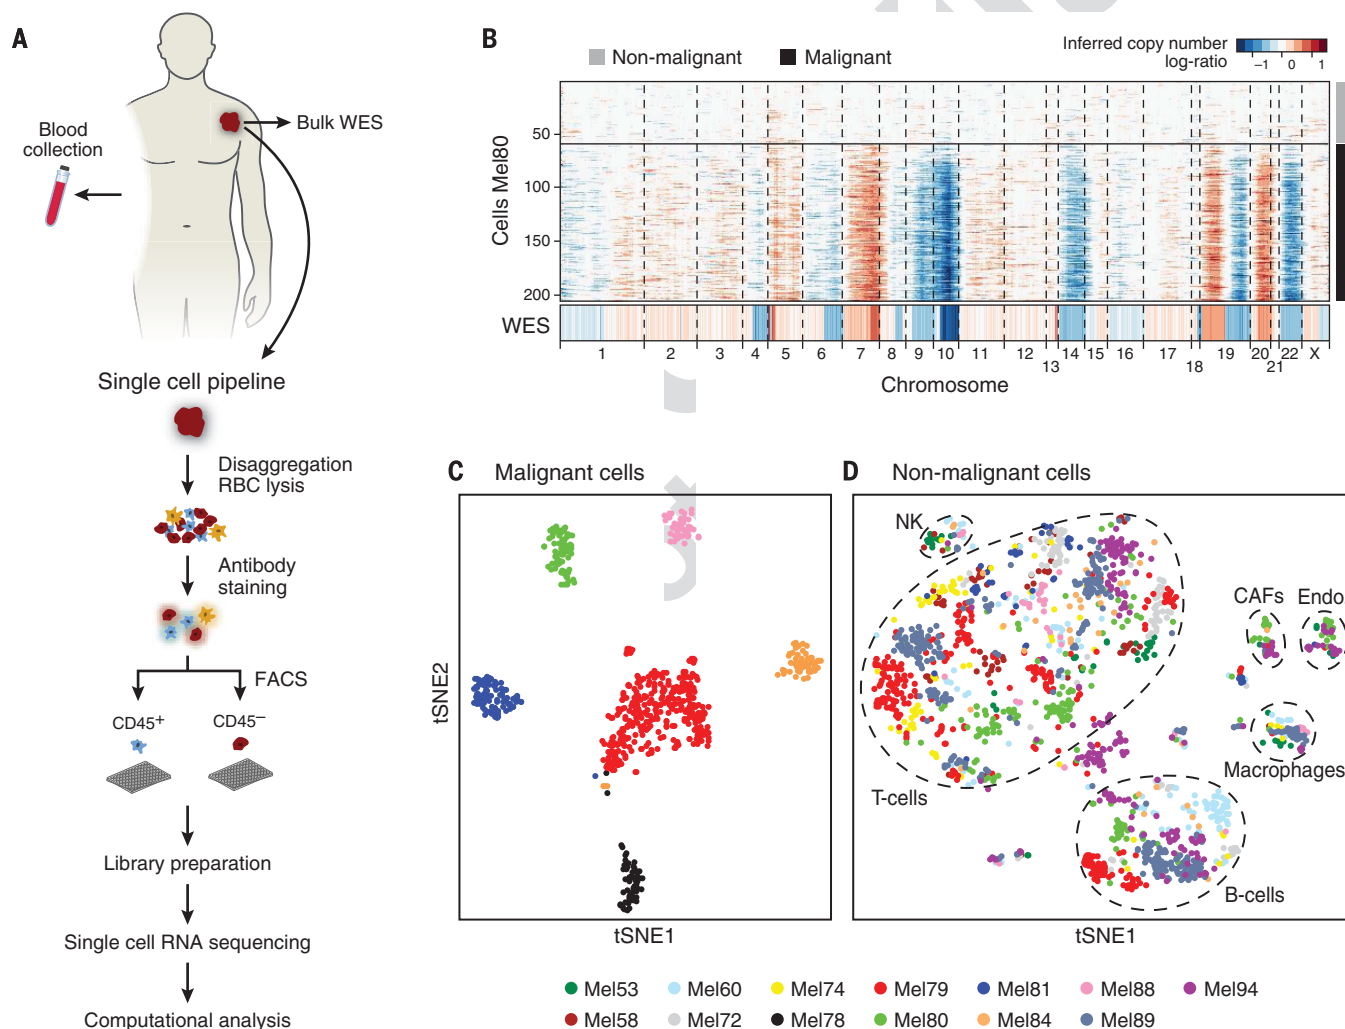 A
Blood
collection
Bulk WES
Single cell pipeline
Disaggregation
RBC lysis
Antibody
staining
FACS
CD45+
CD45–
Library preparation
Single cell RNA sequencing
Computational analysis
B
Non-malignant
Malignant
Inferred copy number
log-ratio
–1 0 1
Cells Mel80
50
100
150
200
WES
1 2 3 4 5 6 7 8 9 10 11 12 13 14 15 16 17 18 19 20 21 22 X
Chromosome
C Malignant cells
tSNE2
tSNE1
D Non-malignant cells
NK
T-cells
CAFs
Endo.
Macrophages
B-cells
tSNE1
Mel53 Mel60 Mel74 Mel79 Mel81 Mel88 Mel94
Mel58 Mel72 Mel78 Mel80 Mel84 Mel89